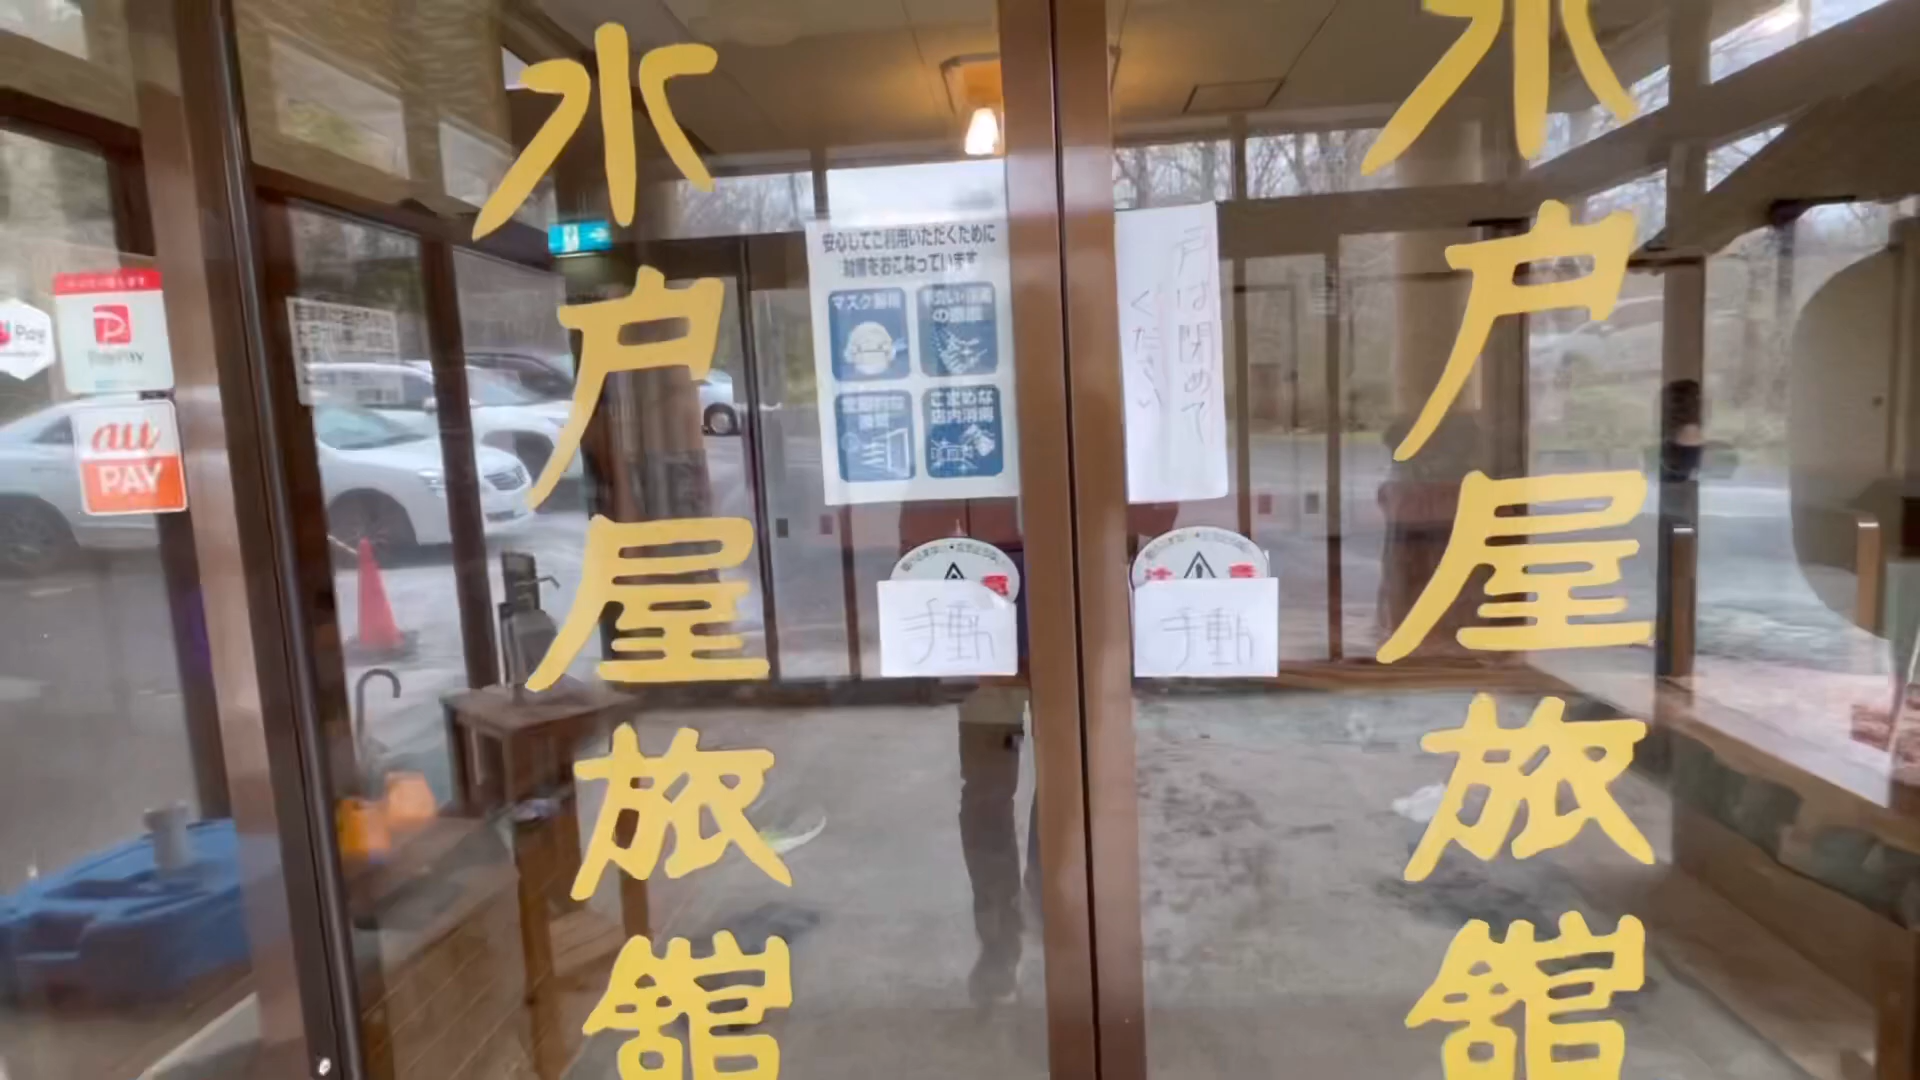 水戸屋旅館
水戸屋旅館
安心してご利用いただくために
対策をおこなっています
マスク着用
手洗い・消毒
の徹底
定期的な
換気
こまめな
店内消毒
戸は閉めて
ください
手動
手動
注意
Pay
PayPay
au
PAY